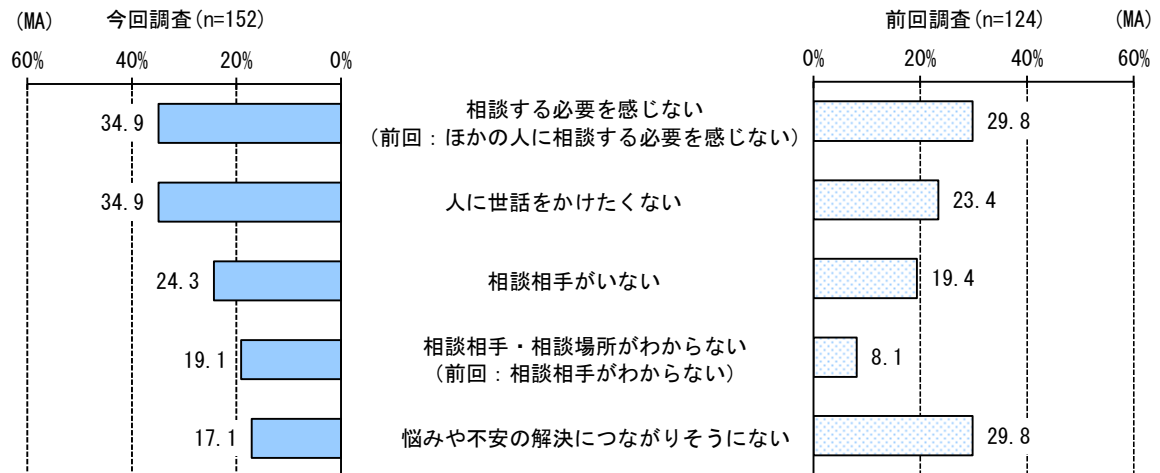 (MA) 今回調査(n=152) 前回調査(n=124) (MA)
60% 40% 20% 0% 0% 20% 40% 60%
34.9 相談する必要を感じない 29.8
(前回：ほかの人に相談する必要を感じない)
34.9 人に世話をかけたくない 23.4
24.3 相談相手がいない 19.4
19.1 相談相手・相談場所がわからない 8.1
(前回：相談相手がわからない)
17.1 悩みや不安の解決につながりそうにない 29.8